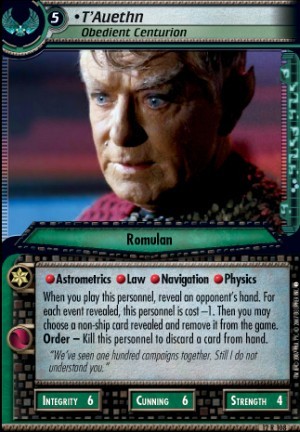 5 •T'Auethn
Obedient Centurion
Romulan
Astrometrics Law Navigation Physics
When you play this personnel, reveal an opponent's hand. For
each event revealed, this personnel is cost -1. Then you may
choose a non-ship card revealed and remove it from the game.
Order – Kill this personnel to discard a card from hand.
"We've seen one hundred campaigns together. Still I do not
understand you."
Integrity 6 Cunning 6 Strength 4